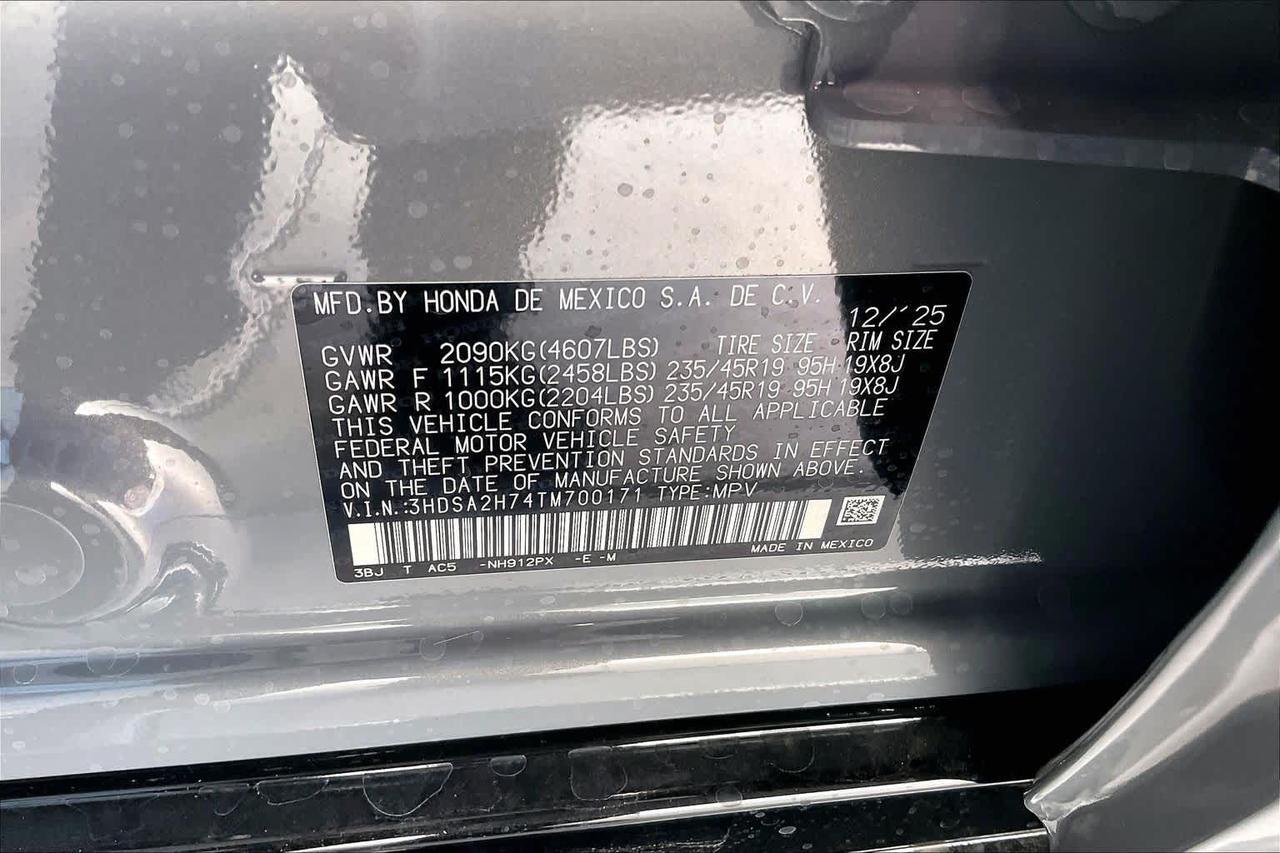 MFD.BY HONDA DE MEXICO S.A. DE C.V.
12/'25
GVWR 2090KG(4607LBS) TIRE SIZE RIM SIZE
GAWR F 1115KG(2458LBS) 235/45R19 95H 19X8J
GAWR R 1000KG(2204LBS) 235/45R19 95H 19X8J
THIS VEHICLE CONFORMS TO ALL APPLICABLE
FEDERAL MOTOR VEHICLE SAFETY
AND THEFT PREVENTION STANDARDS IN EFFECT
ON THE DATE OF MANUFACTURE SHOWN ABOVE.
V.I.N.:3HDSA2H74TM700171 TYPE:MPV
3BJ T AC5 -NH912PX -E -M MADE IN MEXICO